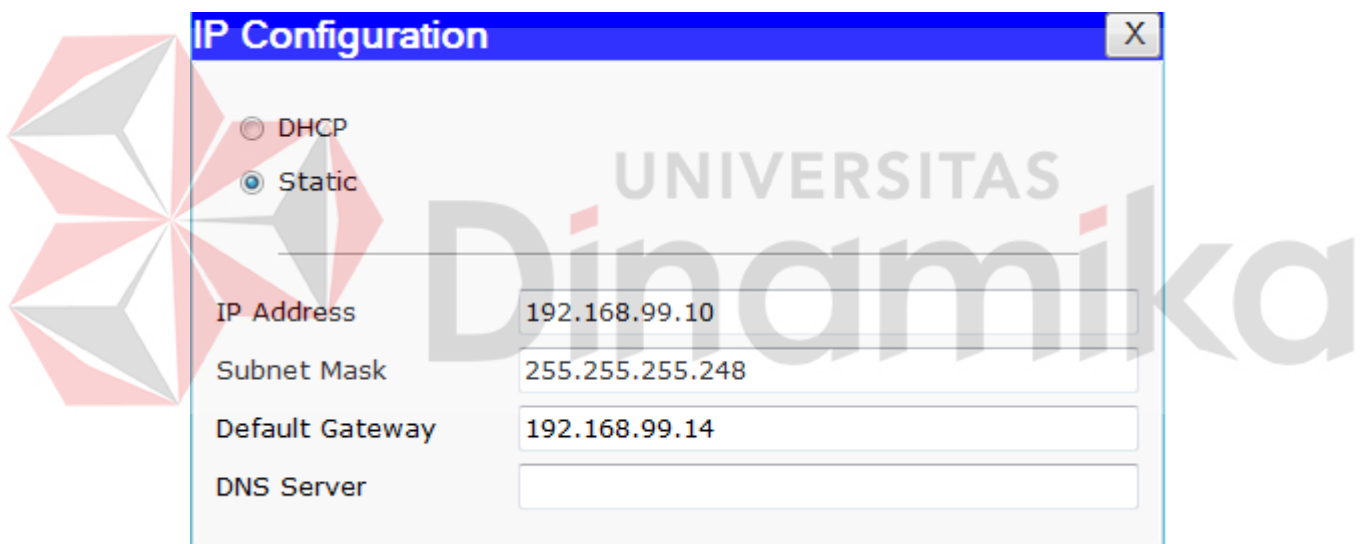 IP Configuration X
DHCP
Static
UNIVERSITAS
Dinamika
IP Address 192.168.99.10
Subnet Mask 255.255.255.248
Default Gateway 192.168.99.14
DNS Server